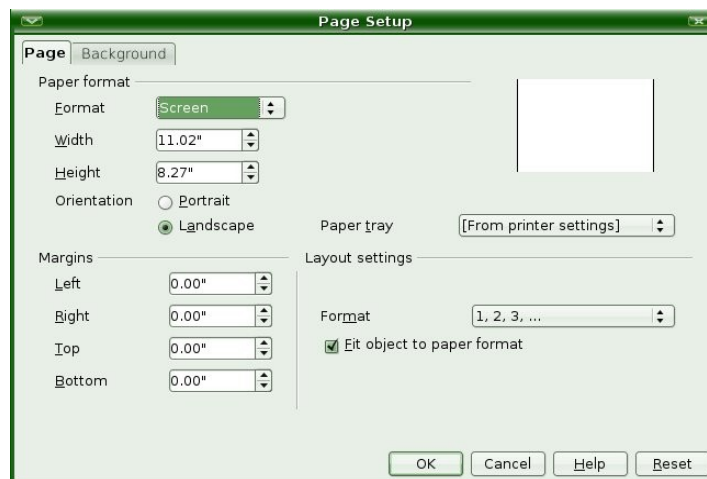 Page Setup
Page Background
Paper format
Format Screen
Width 11.02"
Height 8.27"
Orientation Portrait
Landscape Paper tray [From printer settings]
Margins Layout settings
Left 0.00"
Right 0.00" Format 1, 2, 3, ...
Top 0.00" Fit object to paper format
Bottom 0.00"
OK Cancel Help Reset